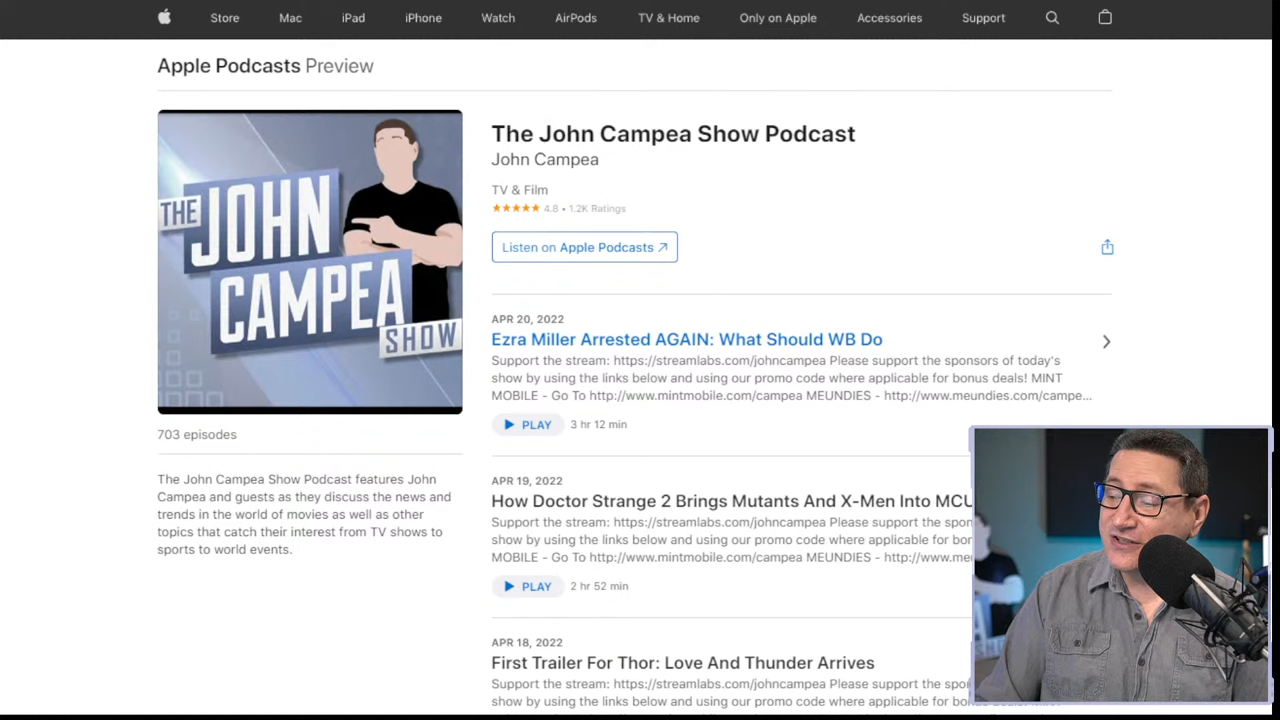 Store Mac iPad iPhone Watch AirPods TV & Home Only on Apple Accessories Support
Apple Podcasts Preview
THE
JOHN
CAMPEA
SHOW
703 episodes
The John Campea Show Podcast features John
Campea and guests as they discuss the news and
trends in the world of movies as well as other
topics that catch their interest from TV shows to
sports to world events.
The John Campea Show Podcast
John Campea
TV & Film
★★★★★ 4.8 • 1.2K Ratings
Listen on Apple Podcasts ↗
APR 20, 2022
Ezra Miller Arrested AGAIN: What Should WB Do
Support the stream: https://streamlabs.com/johncampea Please support the sponsors of today's
show by using the links below and using our promo code where applicable for bonus deals! MINT
MOBILE - Go To http://www.mintmobile.com/campea MEUNDIES - http://www.meundies.com/campe...
PLAY 3 hr 12 min
APR 19, 2022
How Doctor Strange 2 Brings Mutants And X-Men Into MCU
Support the stream: https://streamlabs.com/johncampea Please support the spon
show by using the links below and using our promo code where applicable for bon
MOBILE - Go To http://www.mintmobile.com/campea MEUNDIES - http://www.me
PLAY 2 hr 52 min
APR 18, 2022
First Trailer For Thor: Love And Thunder Arrives
Support the stream: https://streamlabs.com/johncampea Please support the spo
show by using the links below and using our promo code where applicable for